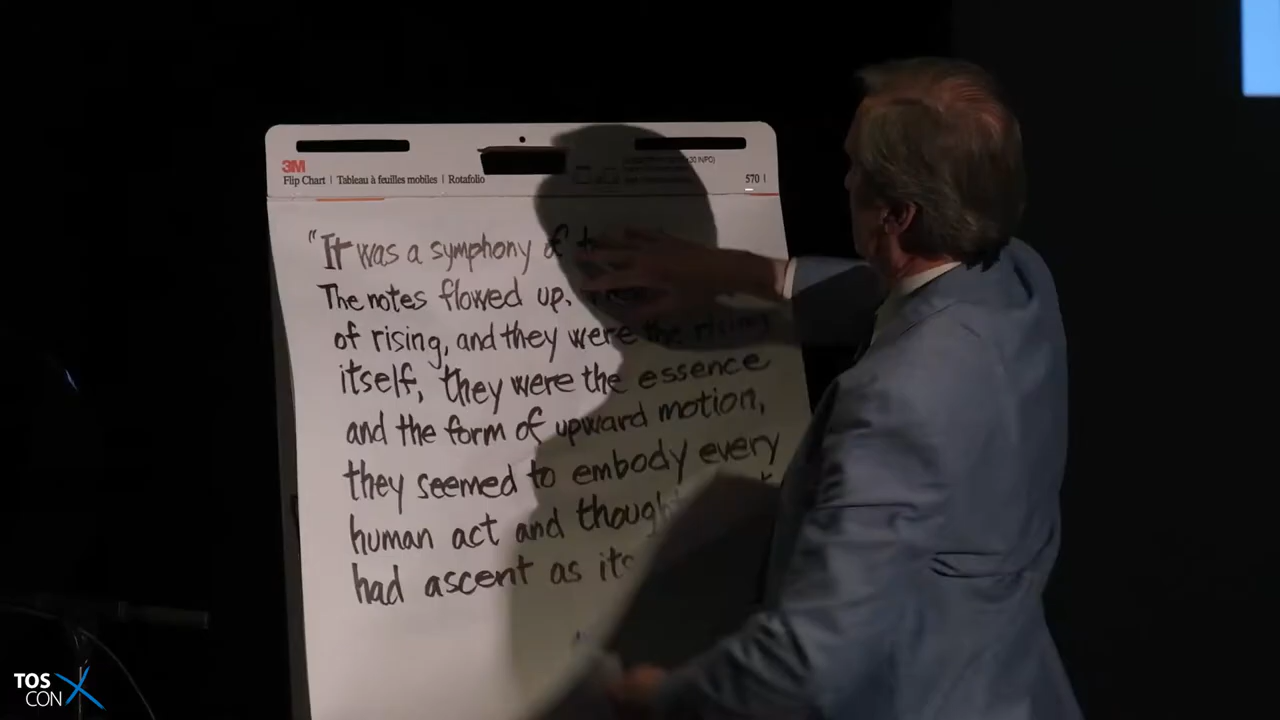 3M
Flip Chart | Tableau à feuilles mobiles | Rotafolio
570
"It was a symphony of
The notes flowed up,
of rising, and they were the rising
itself, they were the essence
and the form of upward motion,
they seemed to embody every
human act and thought
had ascent as its
TOS
CON X